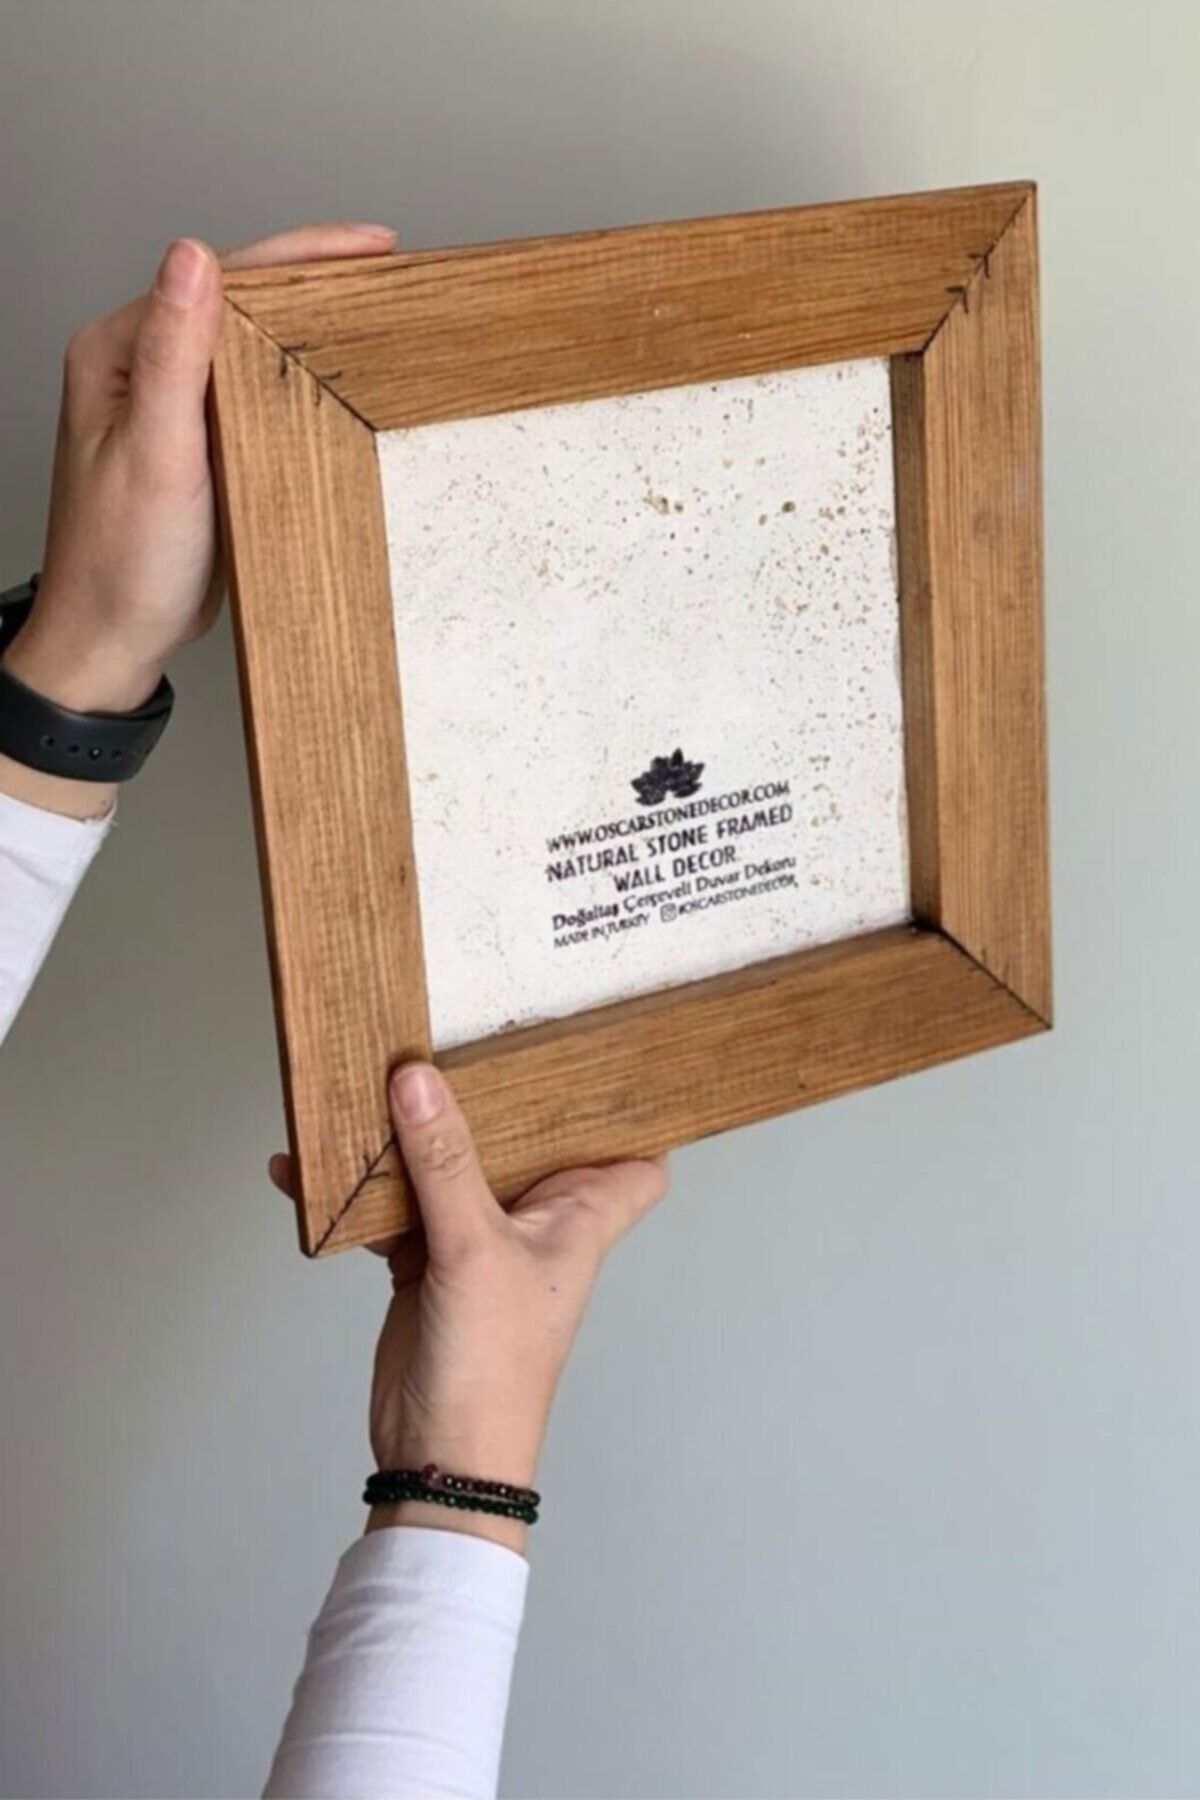 WWW.OSCARSTONEDECOR.COM
NATURAL STONE FRAMED
WALL DECOR
Doğaltaş Çerçeveli Duvar Dekoru
MADE IN TURKEY /OSCARSTONEDECOR